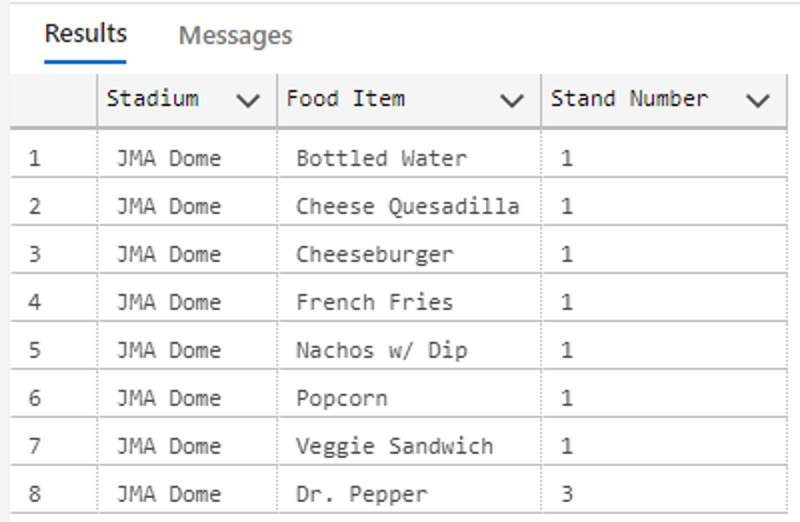 Results Messages
Stadium Food Item Stand Number
1 JMA Dome Bottled Water 1
2 JMA Dome Cheese Quesadilla 1
3 JMA Dome Cheeseburger 1
4 JMA Dome French Fries 1
5 JMA Dome Nachos w/ Dip 1
6 JMA Dome Popcorn 1
7 JMA Dome Veggie Sandwich 1
8 JMA Dome Dr. Pepper 3